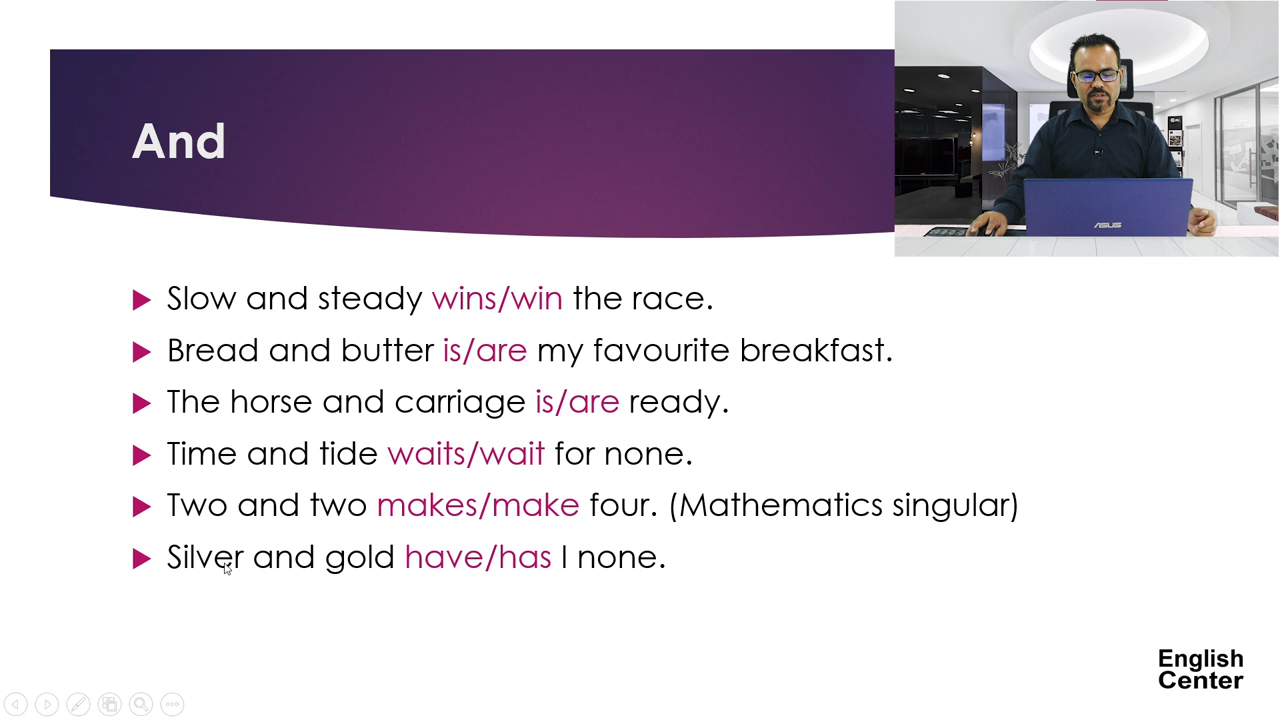 And
Slow and steady wins/win the race.
Bread and butter is/are my favourite breakfast.
The horse and carriage is/are ready.
Time and tide waits/wait for none.
Two and two makes/make four. (Mathematics singular)
Silver and gold have/has I none.
ASUS
English
Center